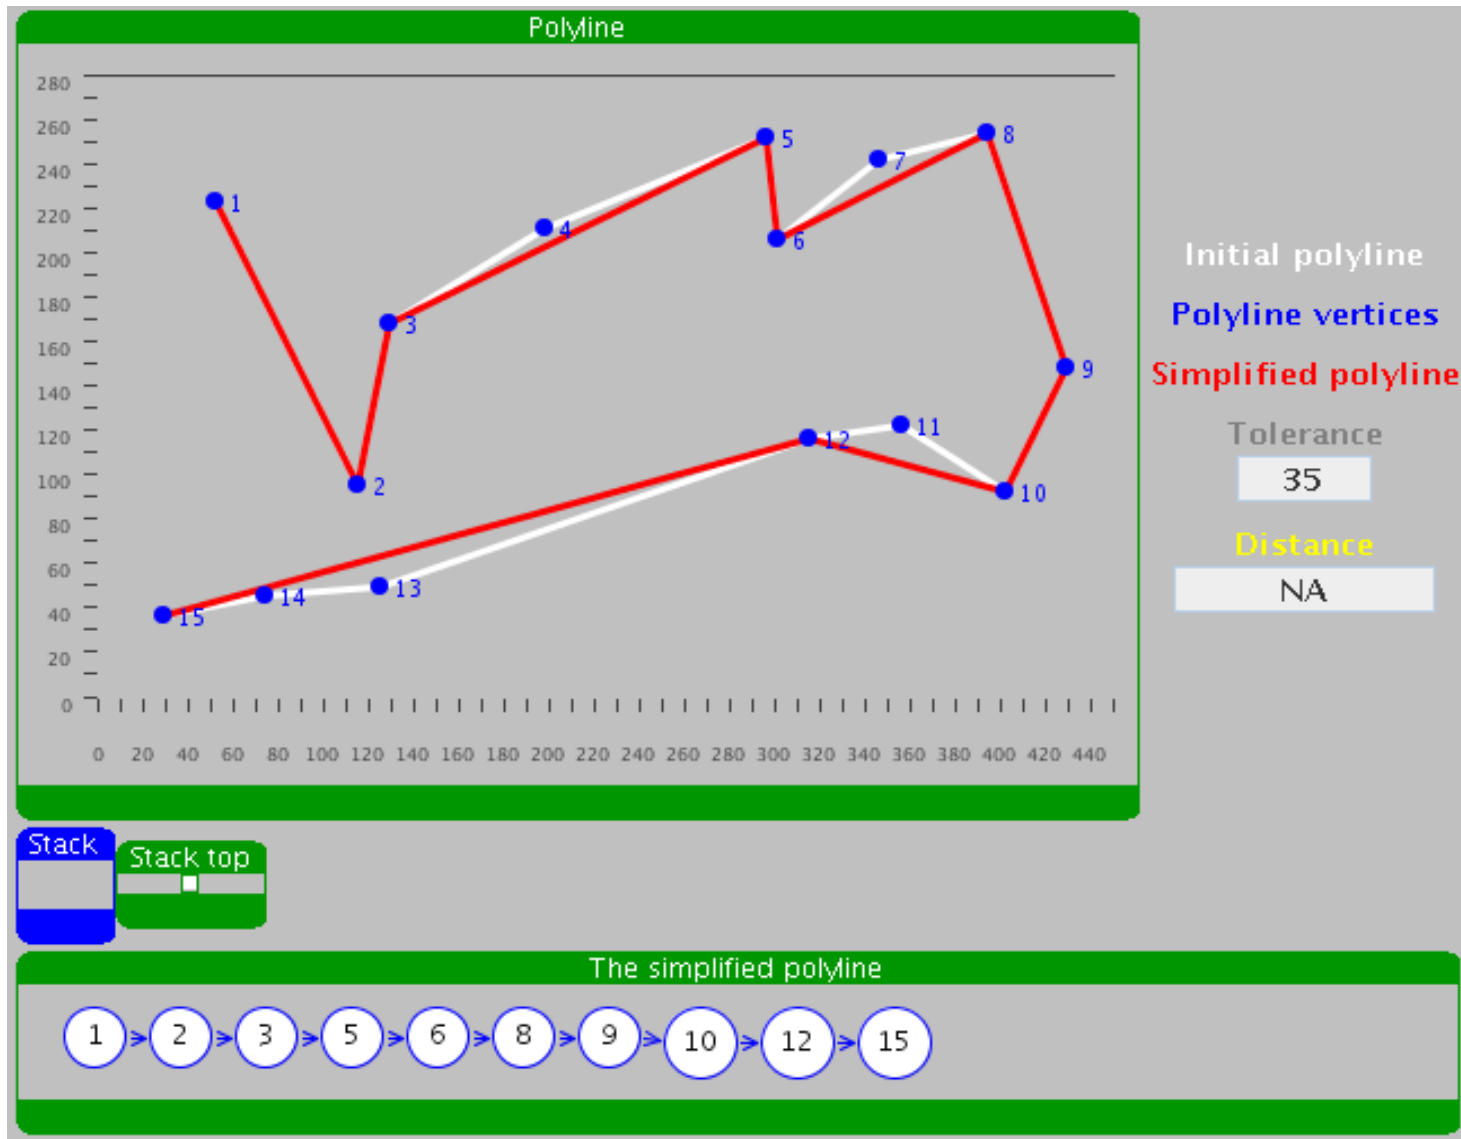 Polyline
280
260
240
220
200
180
160
140
120
100
80
60
40
20
0
0 20 40 60 80 100 120 140 160 180 200 220 240 260 280 300 320 340 360 380 400 420 440
1
2
3
4
5
6
7
8
9
10
11
12
13
14
15
Initial polyline
Polyline vertices
Simplified polyline
Tolerance
35
Distance
NA
Stack
Stack top
The simplified polyline
1 2 3 5 6 8 9 10 12 15